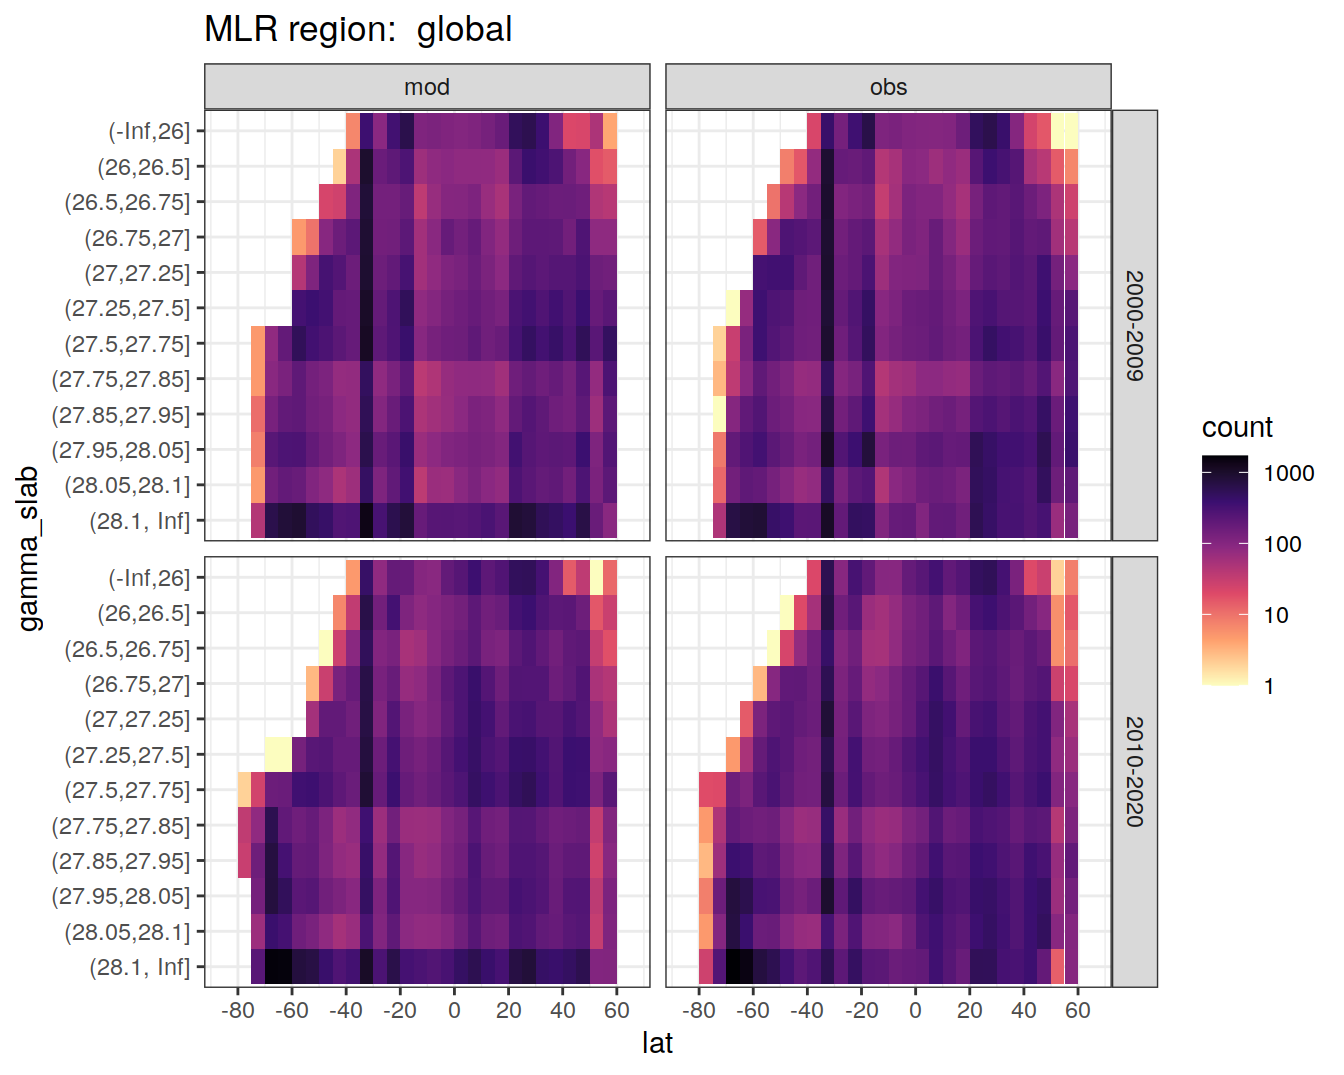 MLR region:  global
mod
obs
(-Inf,26]
(26,26.5]
(26.5,26.75]
(26.75,27]
(27,27.25]
(27.25,27.5]
(27.5,27.75]
(27.75,27.85]
(27.85,27.95]
(27.95,28.05]
(28.05,28.1]
(28.1, Inf]
2000-2009
(-Inf,26]
(26,26.5]
(26.5,26.75]
(26.75,27]
(27,27.25]
(27.25,27.5]
(27.5,27.75]
(27.75,27.85]
(27.85,27.95]
(27.95,28.05]
(28.05,28.1]
(28.1, Inf]
2010-2020
gamma_slab
-80 -60 -40 -20 0 20 40 60
-80 -60 -40 -20 0 20 40 60
lat
count
1000
100
10
1